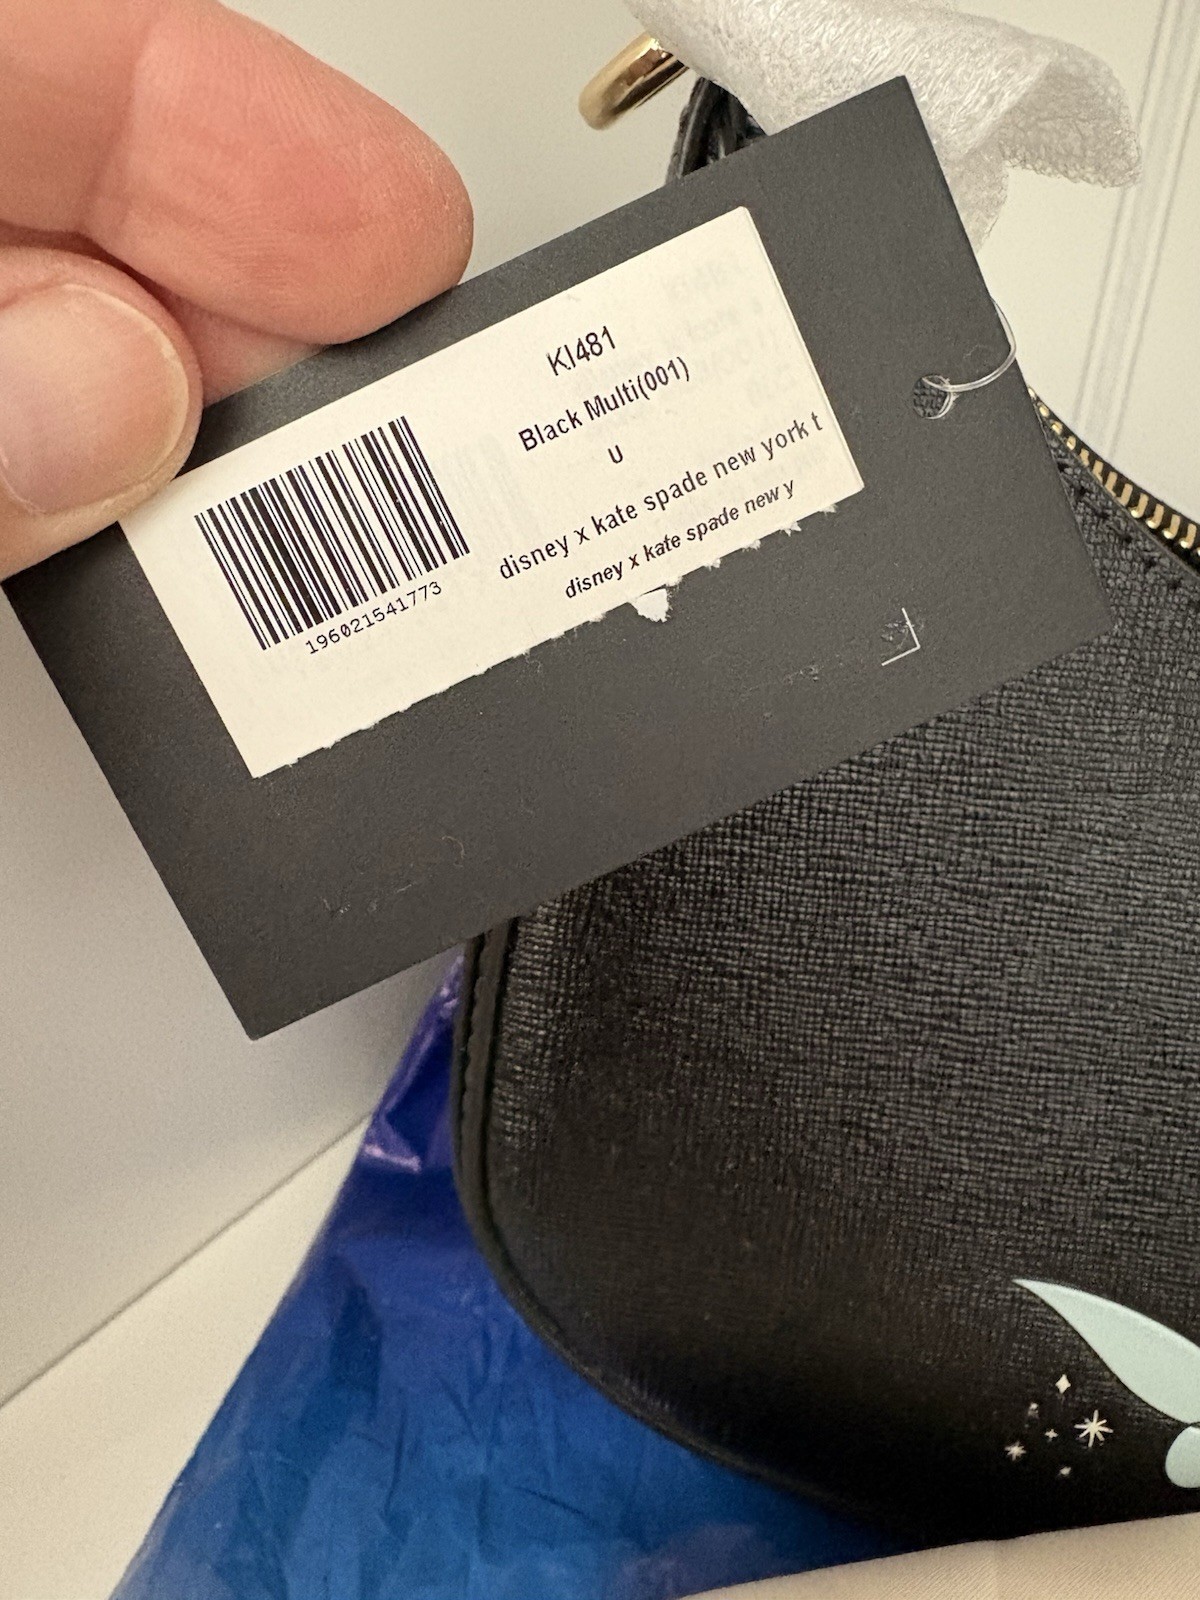 KI481
Black Multi(001)
U
disney x kate spade new york t
disney x kate spade new y
196021541773